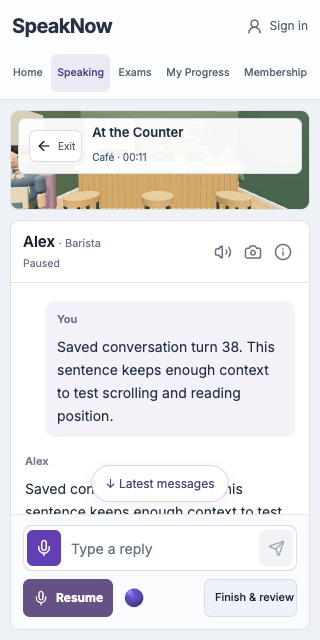 SpeakNow
Sign in
Home Speaking Exams My Progress Membership
At the Counter
Exit
Café · 00:11
Alex · Barista
Paused
You
Saved conversation turn 38. This
sentence keeps enough context
to test scrolling and reading
position.
Alex
Saved his
↓ Latest messages
sentence keeps enough context to test
Type a reply
Resume
Finish & review